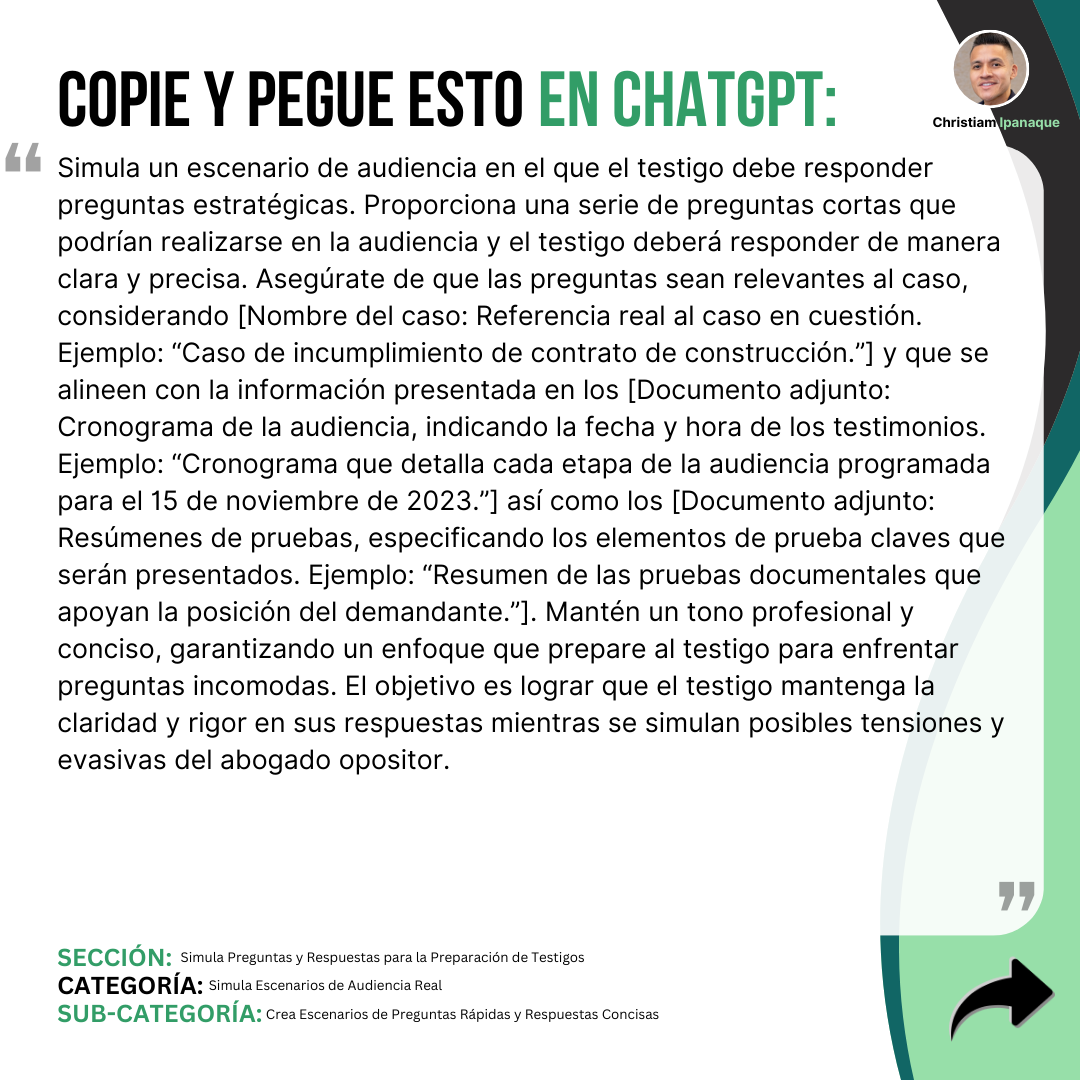 COPIE Y PEGUE ESTO EN CHATGPT:
Christiam Ipanaque
“
Simula un escenario de audiencia en el que el testigo debe responder
preguntas estratégicas. Proporciona una serie de preguntas cortas que
podrían realizarse en la audiencia y el testigo deberá responder de manera
clara y precisa. Asegúrate de que las preguntas sean relevantes al caso,
considerando [Nombre del caso: Referencia real al caso en cuestión.
Ejemplo: “Caso de incumplimiento de contrato de construcción.”] y que se
alineen con la información presentada en los [Documento adjunto:
Cronograma de la audiencia, indicando la fecha y hora de los testimonios.
Ejemplo: “Cronograma que detalla cada etapa de la audiencia programada
para el 15 de noviembre de 2023.”] así como los [Documento adjunto:
Resúmenes de pruebas, especificando los elementos de prueba claves que
serán presentados. Ejemplo: “Resumen de las pruebas documentales que
apoyan la posición del demandante.”]. Mantén un tono profesional y
conciso, garantizando un enfoque que prepare al testigo para enfrentar
preguntas incomodas. El objetivo es lograr que el testigo mantenga la
claridad y rigor en sus respuestas mientras se simulan posibles tensiones y
evasivas del abogado opositor.
”
SECCIÓN: Simula Preguntas y Respuestas para la Preparación de Testigos
CATEGORÍA: Simula Escenarios de Audiencia Real
SUB-CATEGORÍA: Crea Escenarios de Preguntas Rápidas y Respuestas Concisas